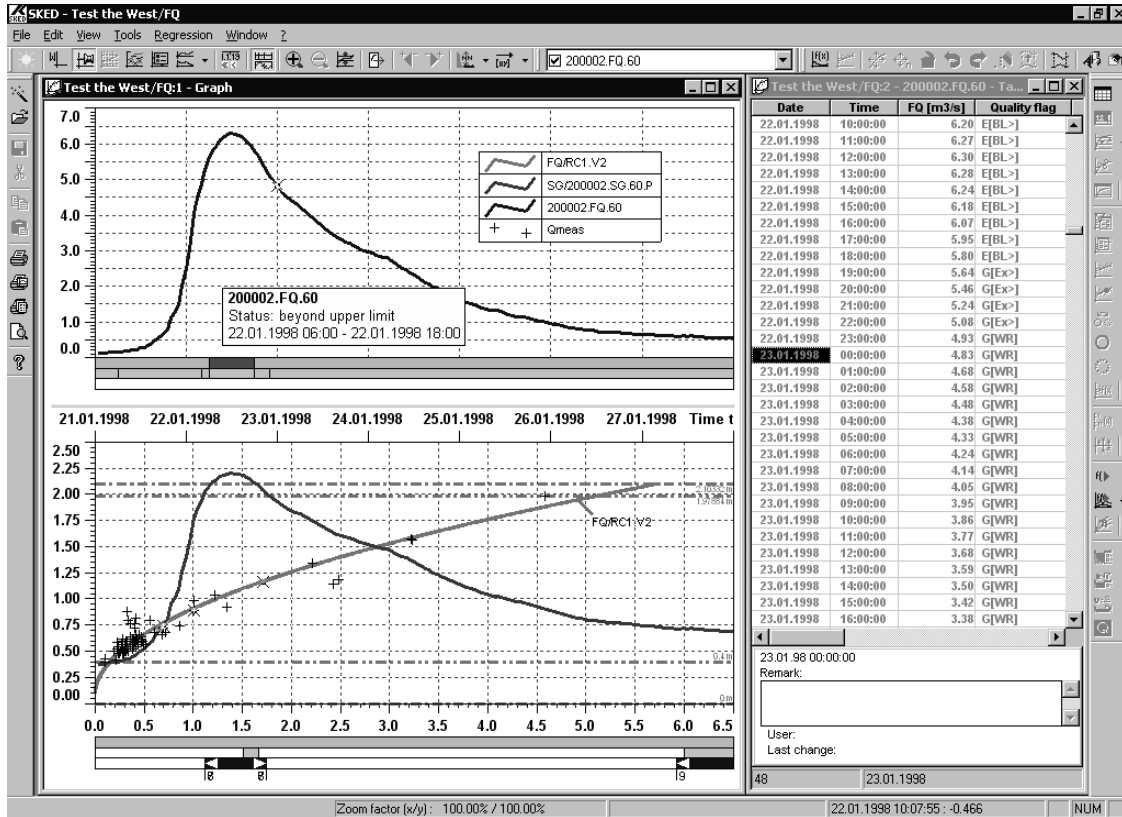 SKED - Test the West/FQ
File Edit View Tools Regression Window ?
200002.FQ.60
Test the West/FQ:1 - Graph
7.0
6.0
5.0
4.0
3.0
2.0
1.0
0.0
FQ/RC1.V2
SG/200002.SG.60.P
200002.FQ.60
Qmeas
200002.FQ.60
Status: beyond upper limit
22.01.1998 06:00 - 22.01.1998 18:00
21.01.1998 22.01.1998 23.01.1998 24.01.1998 25.01.1998 26.01.1998 27.01.1998 Time t
2.50
2.25
2.00
1.75
1.50
1.25
1.00
0.75
0.50
0.25
0.00
2.10332 m
1.97884 m
FQ/RC1.V2
0.4 m
0 m
0.0 0.5 1.0 1.5 2.0 2.5 3.0 3.5 4.0 4.5 5.0 5.5 6.0 6.5
9
Test the West/FQ:2 - 200002.FQ.60 - Ta...
Date Time FQ [m3/s] Quality flag
22.01.1998 10:00:00 6.20 E[BL>]
22.01.1998 11:00:00 6.27 E[BL>]
22.01.1998 12:00:00 6.30 E[BL>]
22.01.1998 13:00:00 6.28 E[BL>]
22.01.1998 14:00:00 6.24 E[BL>]
22.01.1998 15:00:00 6.18 E[BL>]
22.01.1998 16:00:00 6.07 E[BL>]
22.01.1998 17:00:00 5.95 E[BL>]
22.01.1998 18:00:00 5.80 E[BL>]
22.01.1998 19:00:00 5.64 G[Ex>]
22.01.1998 20:00:00 5.46 G[Ex>]
22.01.1998 21:00:00 5.24 G[Ex>]
22.01.1998 22:00:00 5.08 G[Ex>]
22.01.1998 23:00:00 4.93 G[WR]
23.01.1998 00:00:00 4.83 G[WR]
23.01.1998 01:00:00 4.68 G[WR]
23.01.1998 02:00:00 4.58 G[WR]
23.01.1998 03:00:00 4.48 G[WR]
23.01.1998 04:00:00 4.38 G[WR]
23.01.1998 05:00:00 4.33 G[WR]
23.01.1998 06:00:00 4.24 G[WR]
23.01.1998 07:00:00 4.14 G[WR]
23.01.1998 08:00:00 4.05 G[WR]
23.01.1998 09:00:00 3.95 G[WR]
23.01.1998 10:00:00 3.86 G[WR]
23.01.1998 11:00:00 3.77 G[WR]
23.01.1998 12:00:00 3.68 G[WR]
23.01.1998 13:00:00 3.59 G[WR]
23.01.1998 14:00:00 3.50 G[WR]
23.01.1998 15:00:00 3.42 G[WR]
23.01.1998 16:00:00 3.38 G[WR]
23.01.98 00:00:00
Remark:
User:
Last change:
48 23.01.1998
Zoom factor (x/y) : 100.00% / 100.00% 22.01.1998 10:07:55 : -0.466 NUM